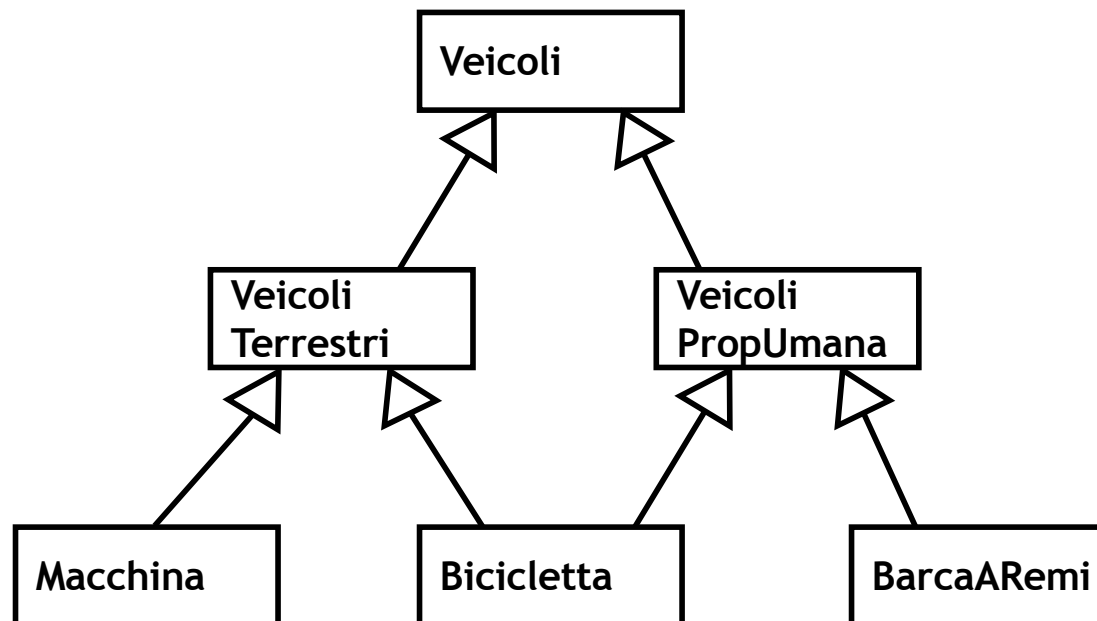 Veicoli
Veicoli
Terrestri
Veicoli
PropUmana
Macchina
Bicicletta
BarcaARemi